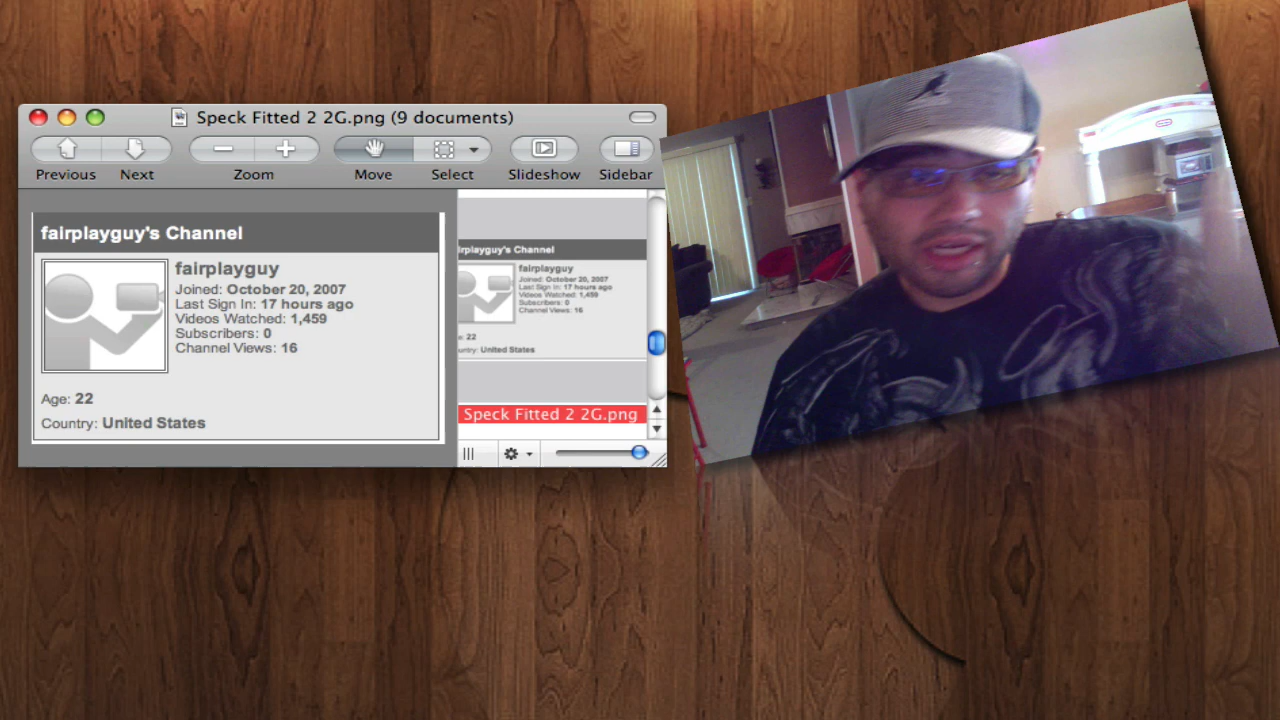 Speck Fitted 2 2G.png (9 documents)
Previous Next Zoom Move Select Slideshow Sidebar
fairplayguy's Channel
fairplayguy
Joined: October 20, 2007
Last Sign In: 17 hours ago
Videos Watched: 1,459
Subscribers: 0
Channel Views: 16
Age: 22
Country: United States
rplayguy's Channel
fairplayguy
Joined: October 20, 2007
Last Sign In: 17 hours ago
Videos Watched: 1,459
Subscribers: 0
Channel Views: 16
e: 22
untry: United States
Speck Fitted 2 2G.png